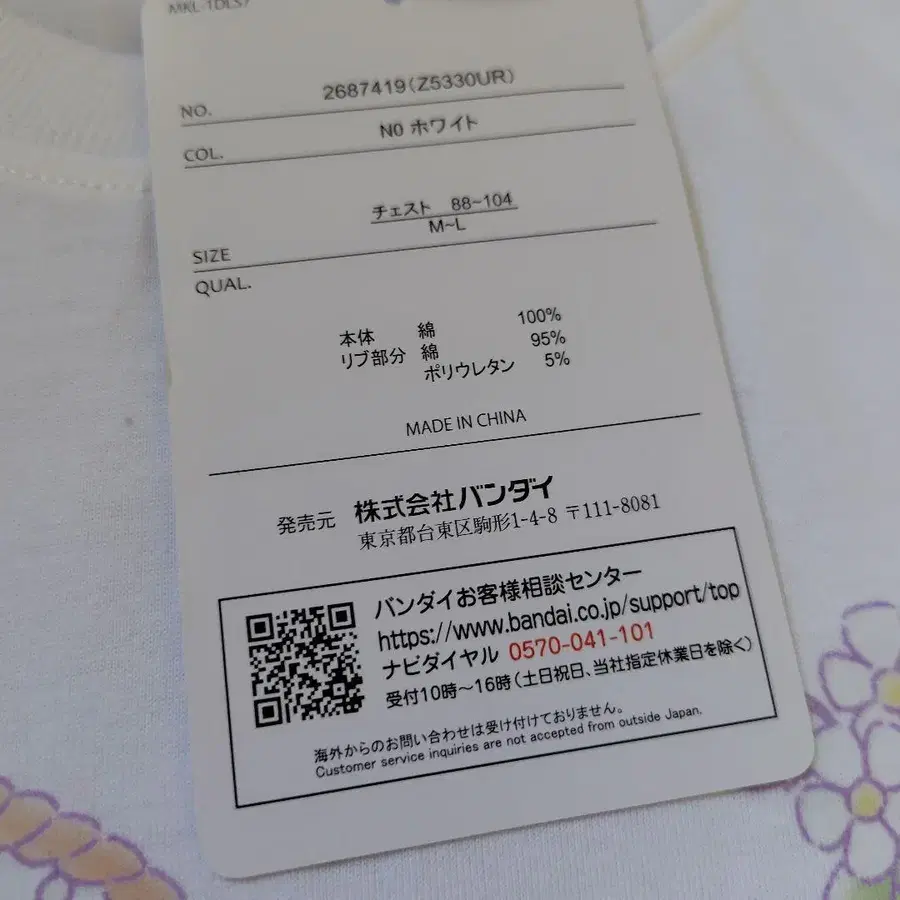 MKL-1DLS7
NO. 2687419(Z5330UR)
COL. N0 ホワイト
チェスト 88~104
M~L
SIZE
QUAL.
本体 綿 100%
リブ部分 綿 95%
ポリウレタン 5%
MADE IN CHINA
発売元 株式会社バンダイ
東京都台東区駒形1-4-8 〒111-8081
バンダイお客様相談センター
https://www.bandai.co.jp/support/top
ナビダイヤル 0570-041-101
受付10時～16時(土日祝日、当社指定休業日を除く)
海外からのお問い合わせは受け付けておりません。
Customer service inquiries are not accepted from outside Japan.